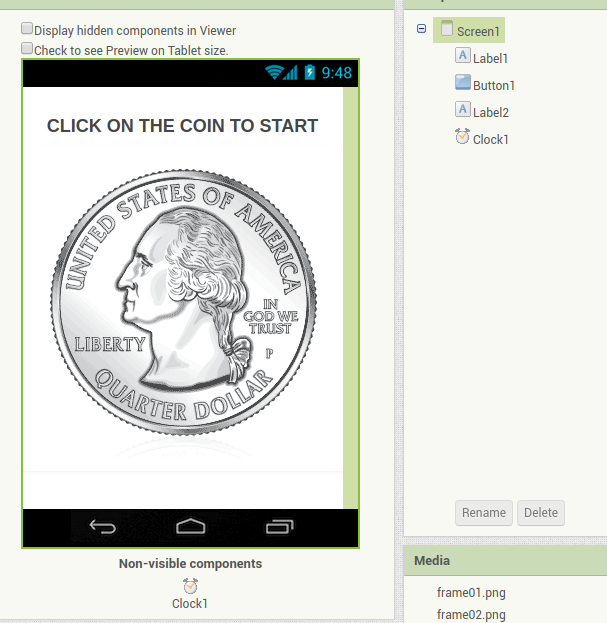 Display hidden components in Viewer
Check to see Preview on Tablet size.
9:48
CLICK ON THE COIN TO START
UNITED STATES OF AMERICA
IN
GOD WE
TRUST
LIBERTY
P
QUARTER DOLLAR
Non-visible components
Clock1
Screen1
A Label1
Button1
A Label2
Clock1
Rename Delete
Media
frame01.png
frame02.png